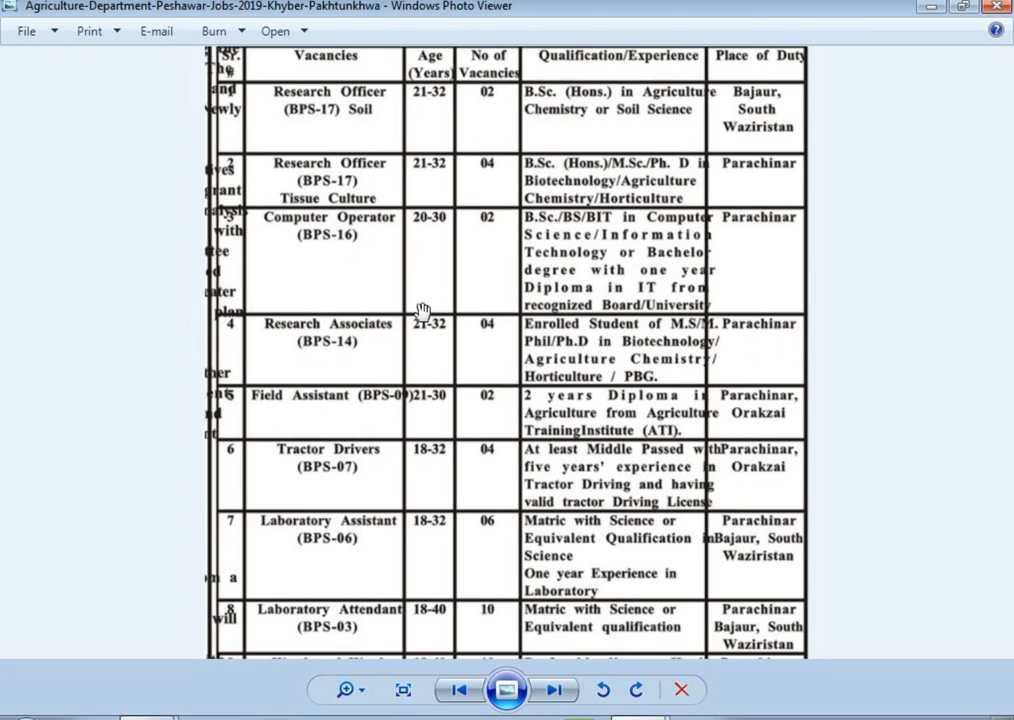 Agriculture-Department-Peshawar-Jobs-2019-Khyber-Pakhtunkhwa - Windows Photo Viewer
File Print E-mail Burn Open
Sr. Vacancies Age No of Qualification/Experience Place of Duty
# (Years) Vacancies
1 Research Officer 21-32 02 B.Sc. (Hons.) in Agriculture Bajaur,
(BPS-17) Soil Chemistry or Soil Science South
Waziristan
2 Research Officer 21-32 04 B.Sc. (Hons.)/M.Sc./Ph. D in Parachinar
(BPS-17) Biotechnology/Agriculture
Tissue Culture Chemistry/Horticulture
3 Computer Operator 20-30 02 B.Sc./BS/BIT in Computer Parachinar
(BPS-16) Science/Information
Technology or Bachelor
degree with one year
Diploma in IT from
recognized Board/University
4 Research Associates 21-32 04 Enrolled Student of M.S/M. Parachinar
(BPS-14) Phil/Ph.D in Biotechnology/
Agriculture Chemistry/
Horticulture / PBG.
5 Field Assistant (BPS-09) 21-30 02 2 years Diploma in Parachinar,
Agriculture from Agriculture Orakzai
TrainingInstitute (ATI).
6 Tractor Drivers 18-32 04 At least Middle Passed with Parachinar,
(BPS-07) five years' experience in Orakzai
Tractor Driving and having
valid tractor Driving License
7 Laboratory Assistant 18-32 06 Matric with Science or Parachinar
(BPS-06) Equivalent Qualification in Bajaur, South
Science Waziristan
One year Experience in
Laboratory
8 Laboratory Attendant 18-40 10 Matric with Science or Parachinar
(BPS-03) Equivalent qualification Bajaur, South
Waziristan